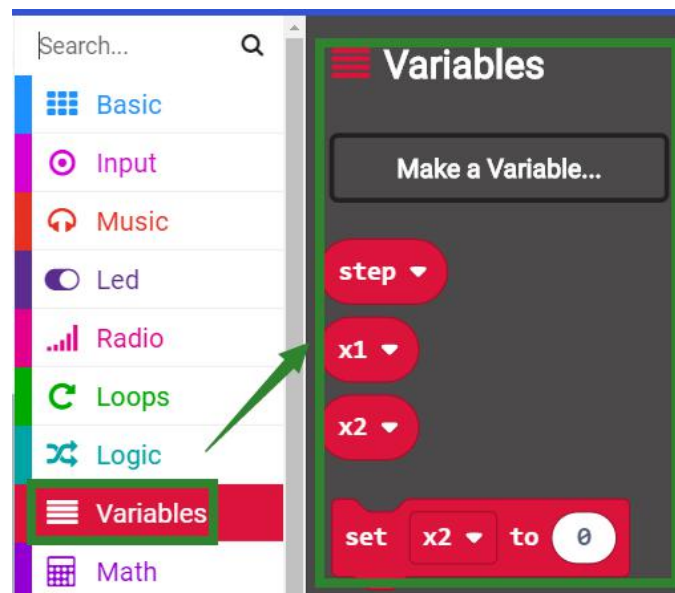 Search...
Basic
Input
Music
Led
Radio
Loops
Logic
Variables
Math
Variables
Make a Variable...
step
x1
x2
set x2 to 0